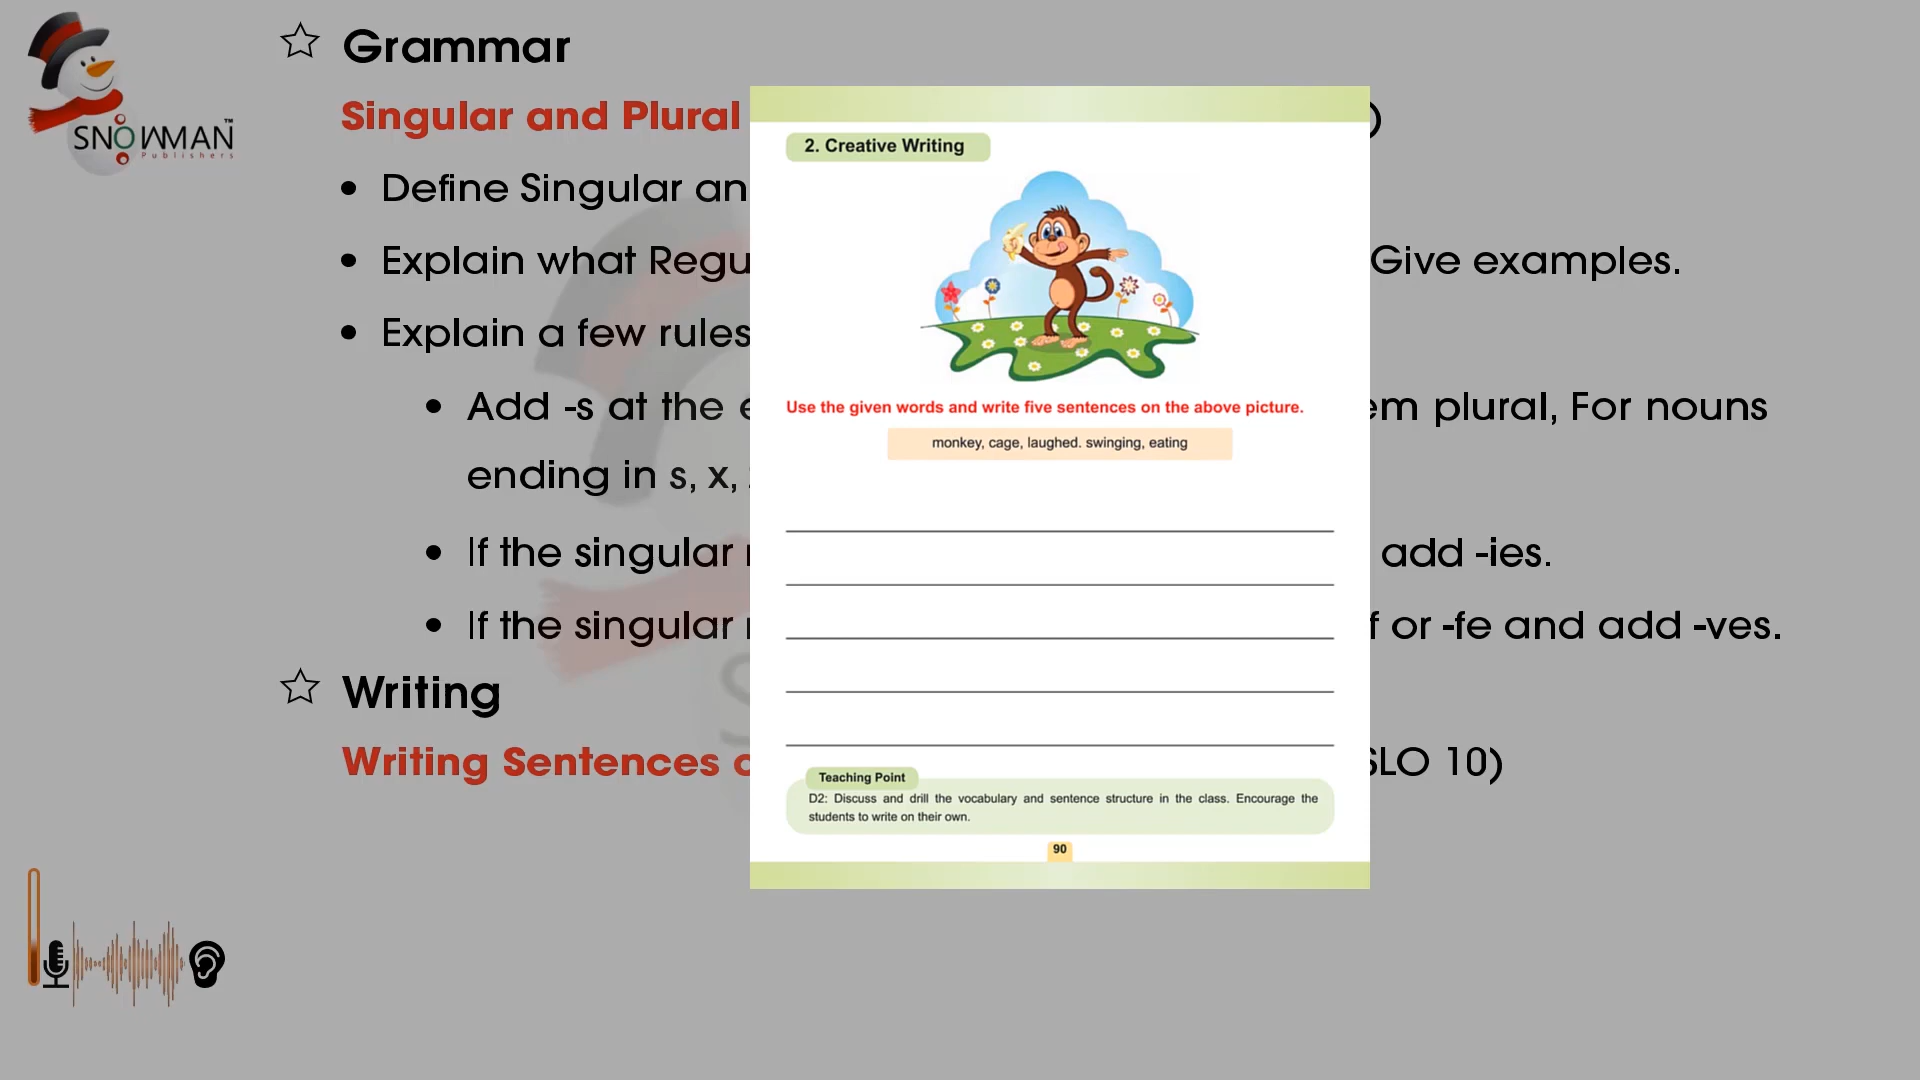 SNOWMAN™
Publishers
Grammar
Singular and Plural )
Define Singular an
Explain what Regu Give examples.
Explain a few rules
Add -s at the em plural, For nouns
ending in s, x,
If the singular add -ies.
If the singular or -fe and add -ves.
Writing
Writing Sentences SLO 10)
2. Creative Writing
Use the given words and write five sentences on the above picture.
monkey, cage, laughed. swinging, eating
Teaching Point
D2: Discuss and drill the vocabulary and sentence structure in the class. Encourage the
students to write on their own.
90